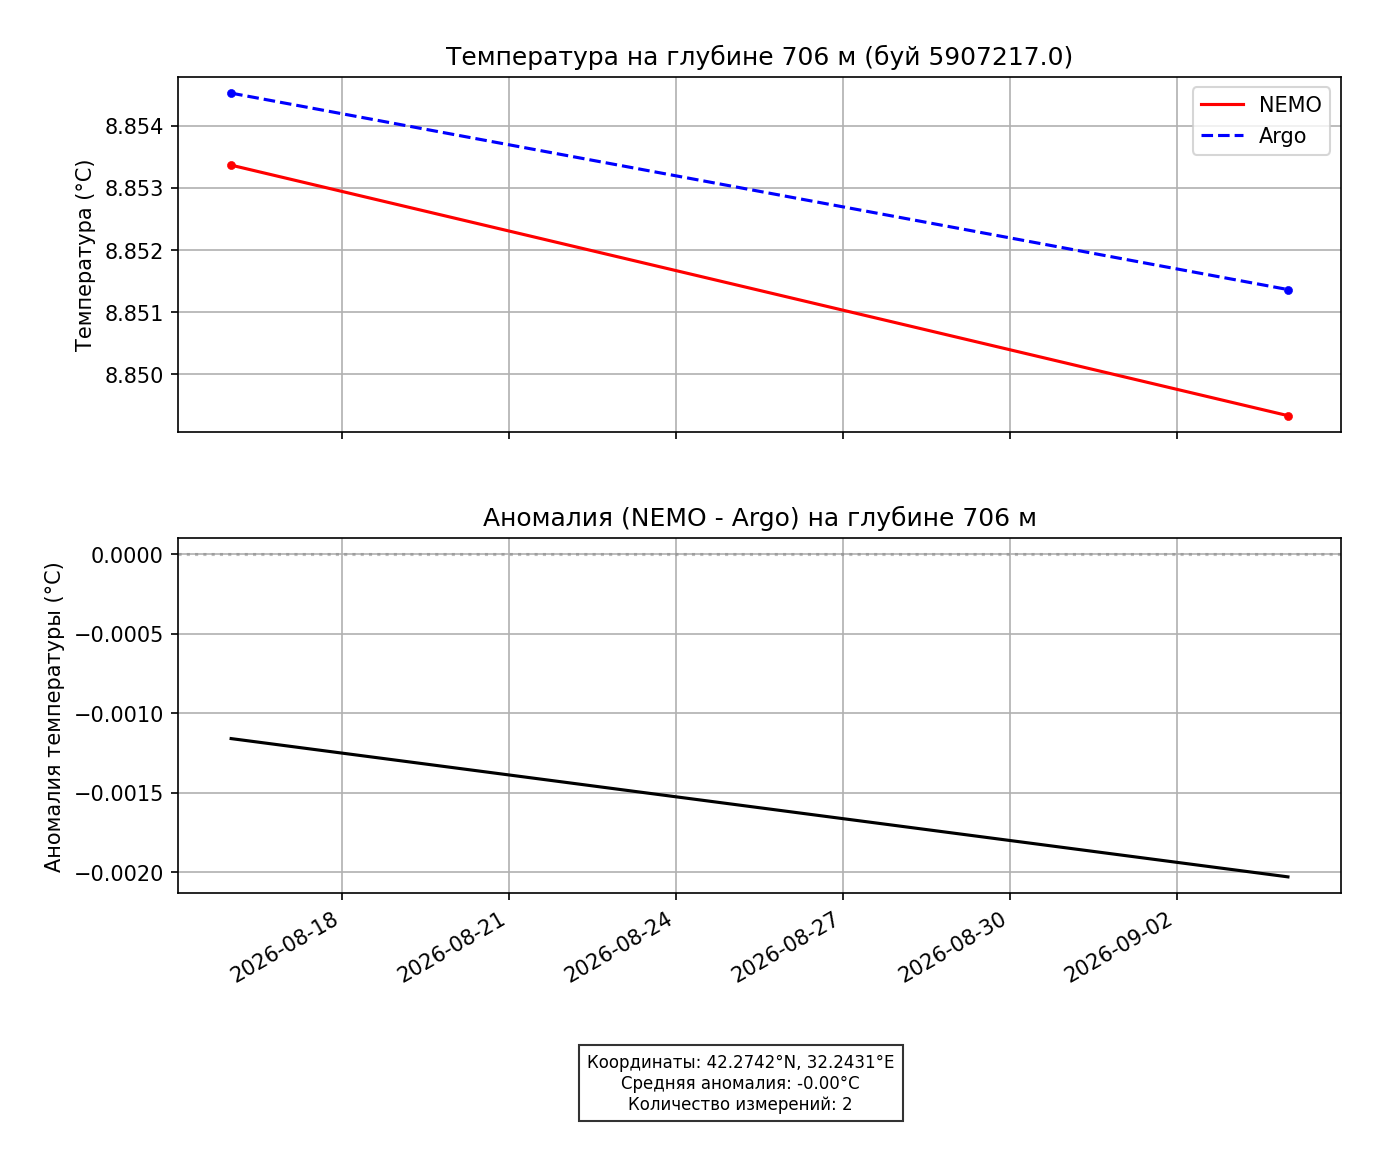 Температура на глубине 706 м (буй 5907217.0)
Температура (°C)
8.854
8.853
8.852
8.851
8.850
NEMO
Argo
Аномалия (NEMO - Argo) на глубине 706 м
Аномалия температуры (°C)
0.0000
−0.0005
−0.0010
−0.0015
−0.0020
2026-08-18
2026-08-21
2026-08-24
2026-08-27
2026-08-30
2026-09-02
Координаты: 42.2742°N, 32.2431°E
Средняя аномалия: -0.00°C
Количество измерений: 2